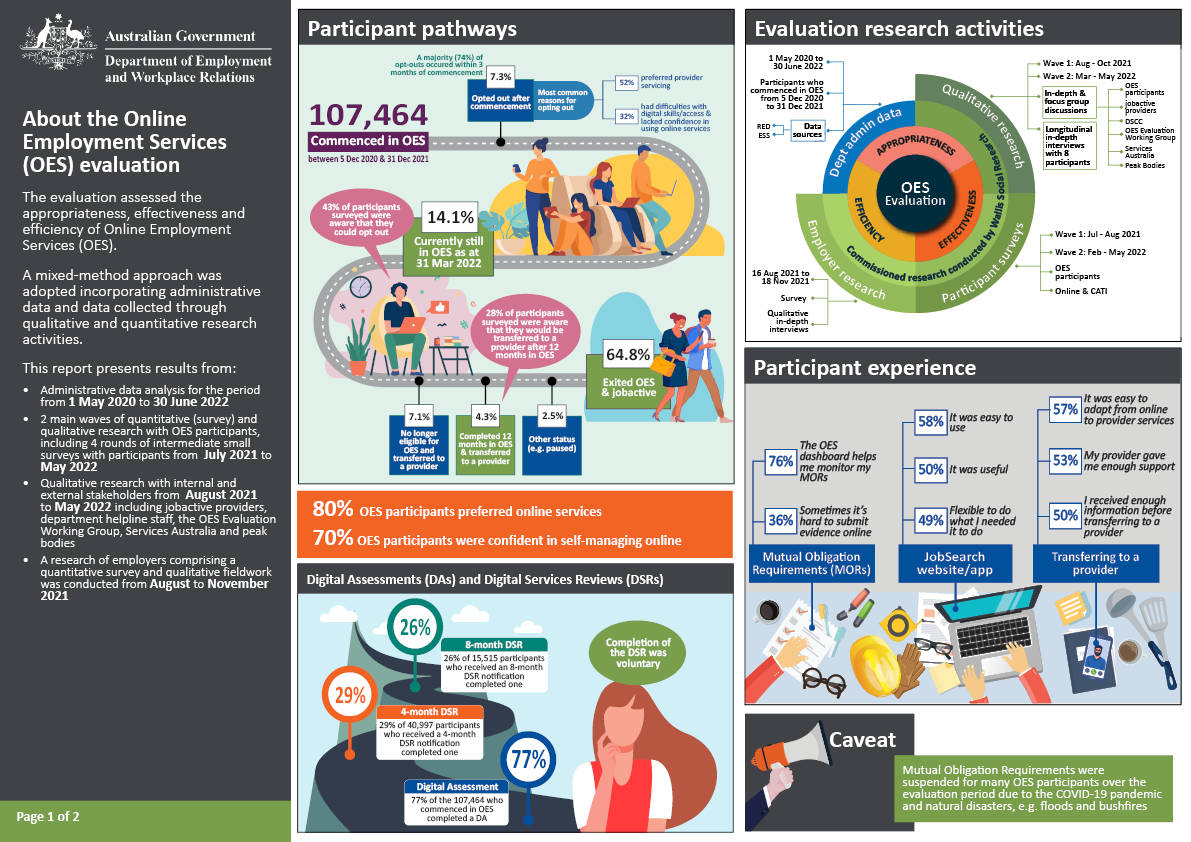 Australian Government
Department of Employment
and Workplace Relations
About the Online
Employment Services
(OES) evaluation
The evaluation assessed the
appropriateness, effectiveness and
efficiency of Online Employment
Services (OES).
A mixed-method approach was
adopted incorporating administrative
data and data collected through
qualitative and quantitative research
activities.
This report presents results from:
• Administrative data analysis for the period
from 1 May 2020 to 30 June 2022
• 2 main waves of quantitative (survey) and
qualitative research with OES participants,
including 4 rounds of intermediate small
surveys with participants from July 2021 to
May 2022
• Qualitative research with internal and
external stakeholders from August 2021
to May 2022 including jobactive providers,
department helpline staff, the OES Evaluation
Working Group, Services Australia and peak
bodies
• A research of employers comprising a
quantitative survey and qualitative fieldwork
was conducted from August to November
2021
Page 1 of 2
Participant pathways
A majority (74%) of
opt-outs occured within 3
months of commencement
7.3%
Opted out after
commencement
Most common
reasons for
opting out
52%
preferred provider
servicing
32%
had difficulties with
digital skills/access &
lacked confidence in
using online services
107,464
Commenced in OES
between 5 Dec 2020 & 31 Dec 2021
43% of participants
surveyed were
aware that they
could opt out
14.1%
Currently still
in OES as at
31 Mar 2022
28% of participants
surveyed were aware
that they would be
transferred to a
provider after 12
months in OES
64.8%
Exited OES
& jobactive
7.1%
No longer
eligible for
OES and
transferred to
a provider
4.3%
Completed 12
months in OES
& transferred
to a provider
2.5%
Other status
(e.g. paused)
80% OES participants preferred online services
70% OES participants were confident in self-managing online
Digital Assessments (DAs) and Digital Services Reviews (DSRs)
26%
8-month DSR
26% of 15,515 participants
who received an 8-month
DSR notification
completed one
29%
4-month DSR
29% of 40,997 participants
who received a 4-month
DSR notification
completed one
77%
Digital Assessment
77% of the 107,464 who
commenced in OES
completed a DA
Completion of
the DSR was
voluntary
Evaluation research activities
1 May 2020 to
30 June 2022
Participants who
commenced in OES
from 5 Dec 2020
to 31 Dec 2021
RED
ESS
Data
sources
Dept admin data
Qualitative research
Wave 1: Aug - Oct 2021
Wave 2: Mar - May 2022
In-depth &
focus group
discussions
Longitudinal
in-depth
interviews
with 8
participants
OES
participants
jobactive
providers
DSCC
OES Evaluation
Working Group
Services
Australia
Peak Bodies
APPROPRIATENESS
EFFICIENCY
EFFECTIVENESS
OES
Evaluation
Commissioned research conducted by Wallis Social Research
Employer research
16 Aug 2021 to
18 Nov 2021
Survey
Qualitative
in-depth
interviews
Participant surveys
Wave 1: Jul - Aug 2021
Wave 2: Feb - May 2022
OES
participants
Online & CATI
Participant experience
76%
The OES
dashboard helps
me monitor my
MORs
36%
Sometimes it's
hard to submit
evidence online
Mutual Obligation
Requirements (MORs)
58%
It was easy to
use
50%
It was useful
49%
Flexible to do
what I needed
it to do
JobSearch
website/app
57%
It was easy to
adapt from online
to provider services
53%
My provider gave
me enough support
50%
I received enough
information before
transferring to a
provider
Transferring to a
provider
Caveat
Mutual Obligation Requirements were
suspended for many OES participants over the
evaluation period due to the COVID-19 pandemic
and natural disasters, e.g. floods and bushfires